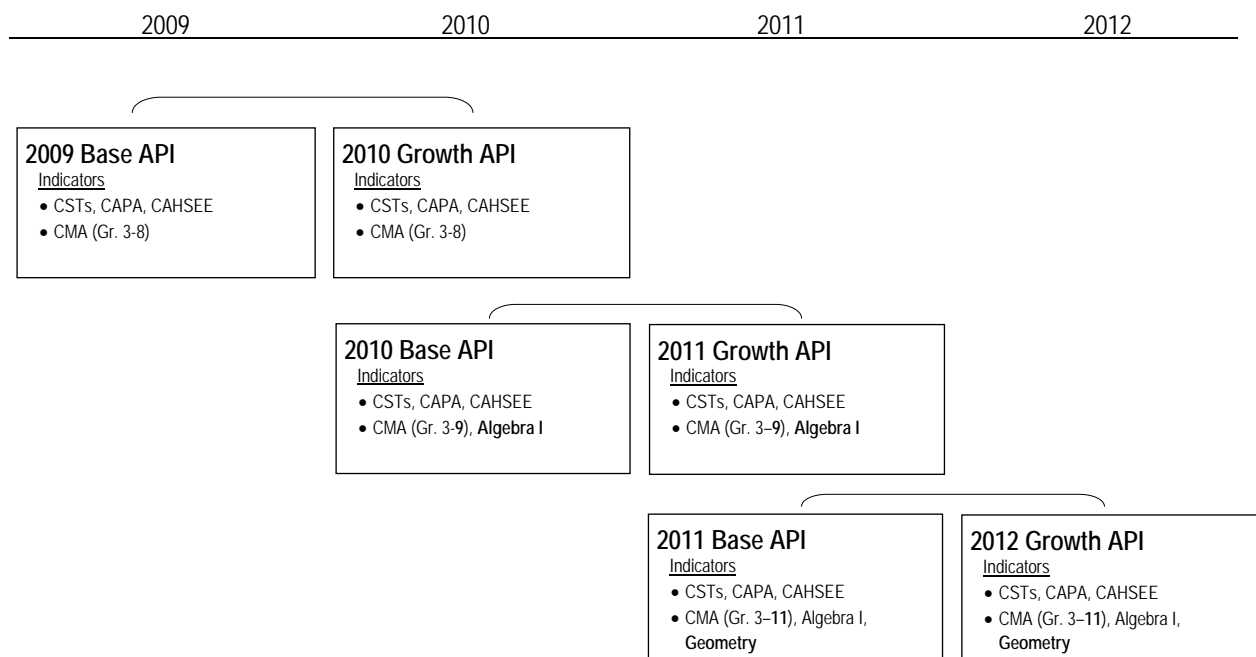 2009 2010 2011 2012
2009 Base API
Indicators
• CSTs, CAPA, CAHSEE
• CMA (Gr. 3-8)
2010 Growth API
Indicators
• CSTs, CAPA, CAHSEE
• CMA (Gr. 3-8)
2010 Base API
Indicators
• CSTs, CAPA, CAHSEE
• CMA (Gr. 3-9), Algebra I
2011 Growth API
Indicators
• CSTs, CAPA, CAHSEE
• CMA (Gr. 3–9), Algebra I
2011 Base API
Indicators
• CSTs, CAPA, CAHSEE
• CMA (Gr. 3–11), Algebra I,
Geometry
2012 Growth API
Indicators
• CSTs, CAPA, CAHSEE
• CMA (Gr. 3–11), Algebra I,
Geometry